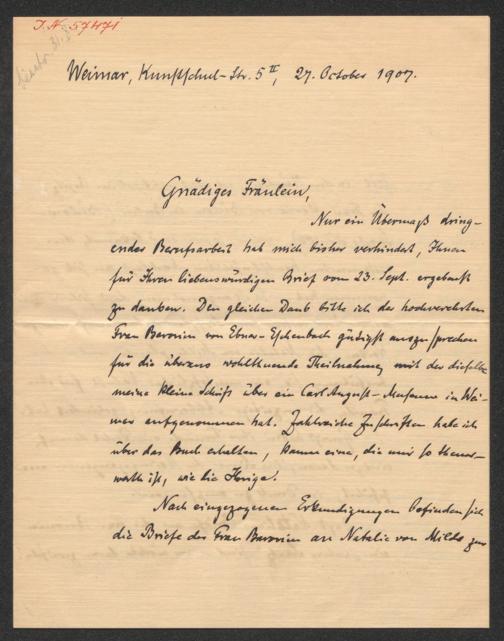 J. N. 57471
Weimar, Kunstschul-Str. 5 II, 27. October 1907.
Gnädiges Fräulein,
Nur ein Übermaß dring-
ender Berufsarbeit hat mich bisher verhindert, Ihnen
für Ihren liebenswürdigen Brief vom 23. Sept. ergebenst
zu danken. Den gleichen Dank bitte ich der hochverehrten
Frau Baronin von Ebner-Eschenbach gütigst auszusprechen
für die überaus wohlthuende Theilnahme, mit der dieselbe
meine kleine Schrift über ein Carl August-Museum in Wei-
mar aufgenommen hat. Zahlreiche Zuschriften habe ich
über das Buch erhalten, kaum eine, die mir so theuer-
werth ist, wie die Ihrige.
Nach eingezogenen Erkundigungen befinden sich
die Briefe der Frau Baronin an Natalie von Milde zur